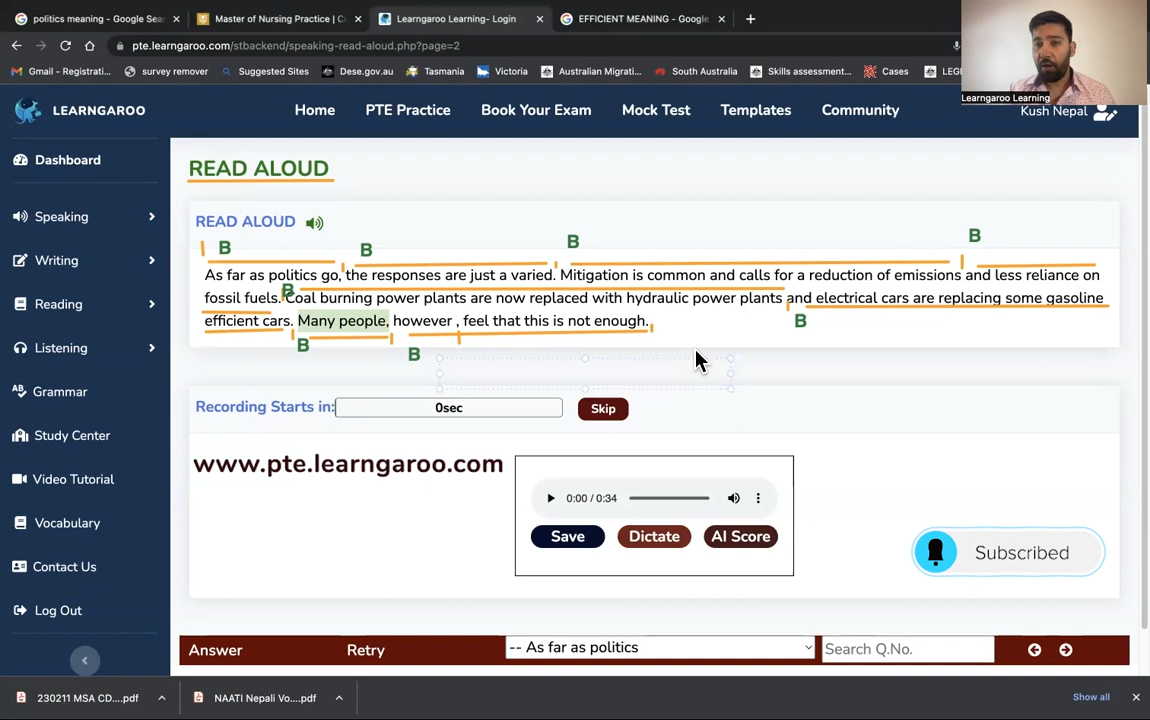 politics meaning - Google Sea
Master of Nursing Practice | Cu
Learngaroo Learning- Login
EFFICIENT MEANING - Google
pte.learngaroo.com/stbackend/speaking-read-aloud.php?page=2
Gmail - Registrati...
survey remover
Suggested Sites
Dese.gov.au
Tasmania
Victoria
Australian Migrati...
South Australia
Skills assessment...
Cases
LEGI
Learngaroo Learning
LEARNGAROO
Home
PTE Practice
Book Your Exam
Mock Test
Templates
Community
Kush Nepal
Dashboard
Speaking
Writing
Reading
Listening
Grammar
Study Center
Video Tutorial
Vocabulary
Contact Us
Log Out
READ ALOUD
READ ALOUD
B B B B
As far as politics go, the responses are just a varied. Mitigation is common and calls for a reduction of emissions and less reliance on
B
fossil fuels. Coal burning power plants are now replaced with hydraulic power plants and electrical cars are replacing some gasoline
efficient cars. Many people, however , feel that this is not enough.
B B B
Recording Starts in:
0sec
Skip
www.pte.learngaroo.com
0:00 / 0:34
Save
Dictate
AI Score
Subscribed
Answer
Retry
-- As far as politics
Search Q.No.
230211 MSA CD....pdf
NAATI Nepali Vo....pdf
Show all